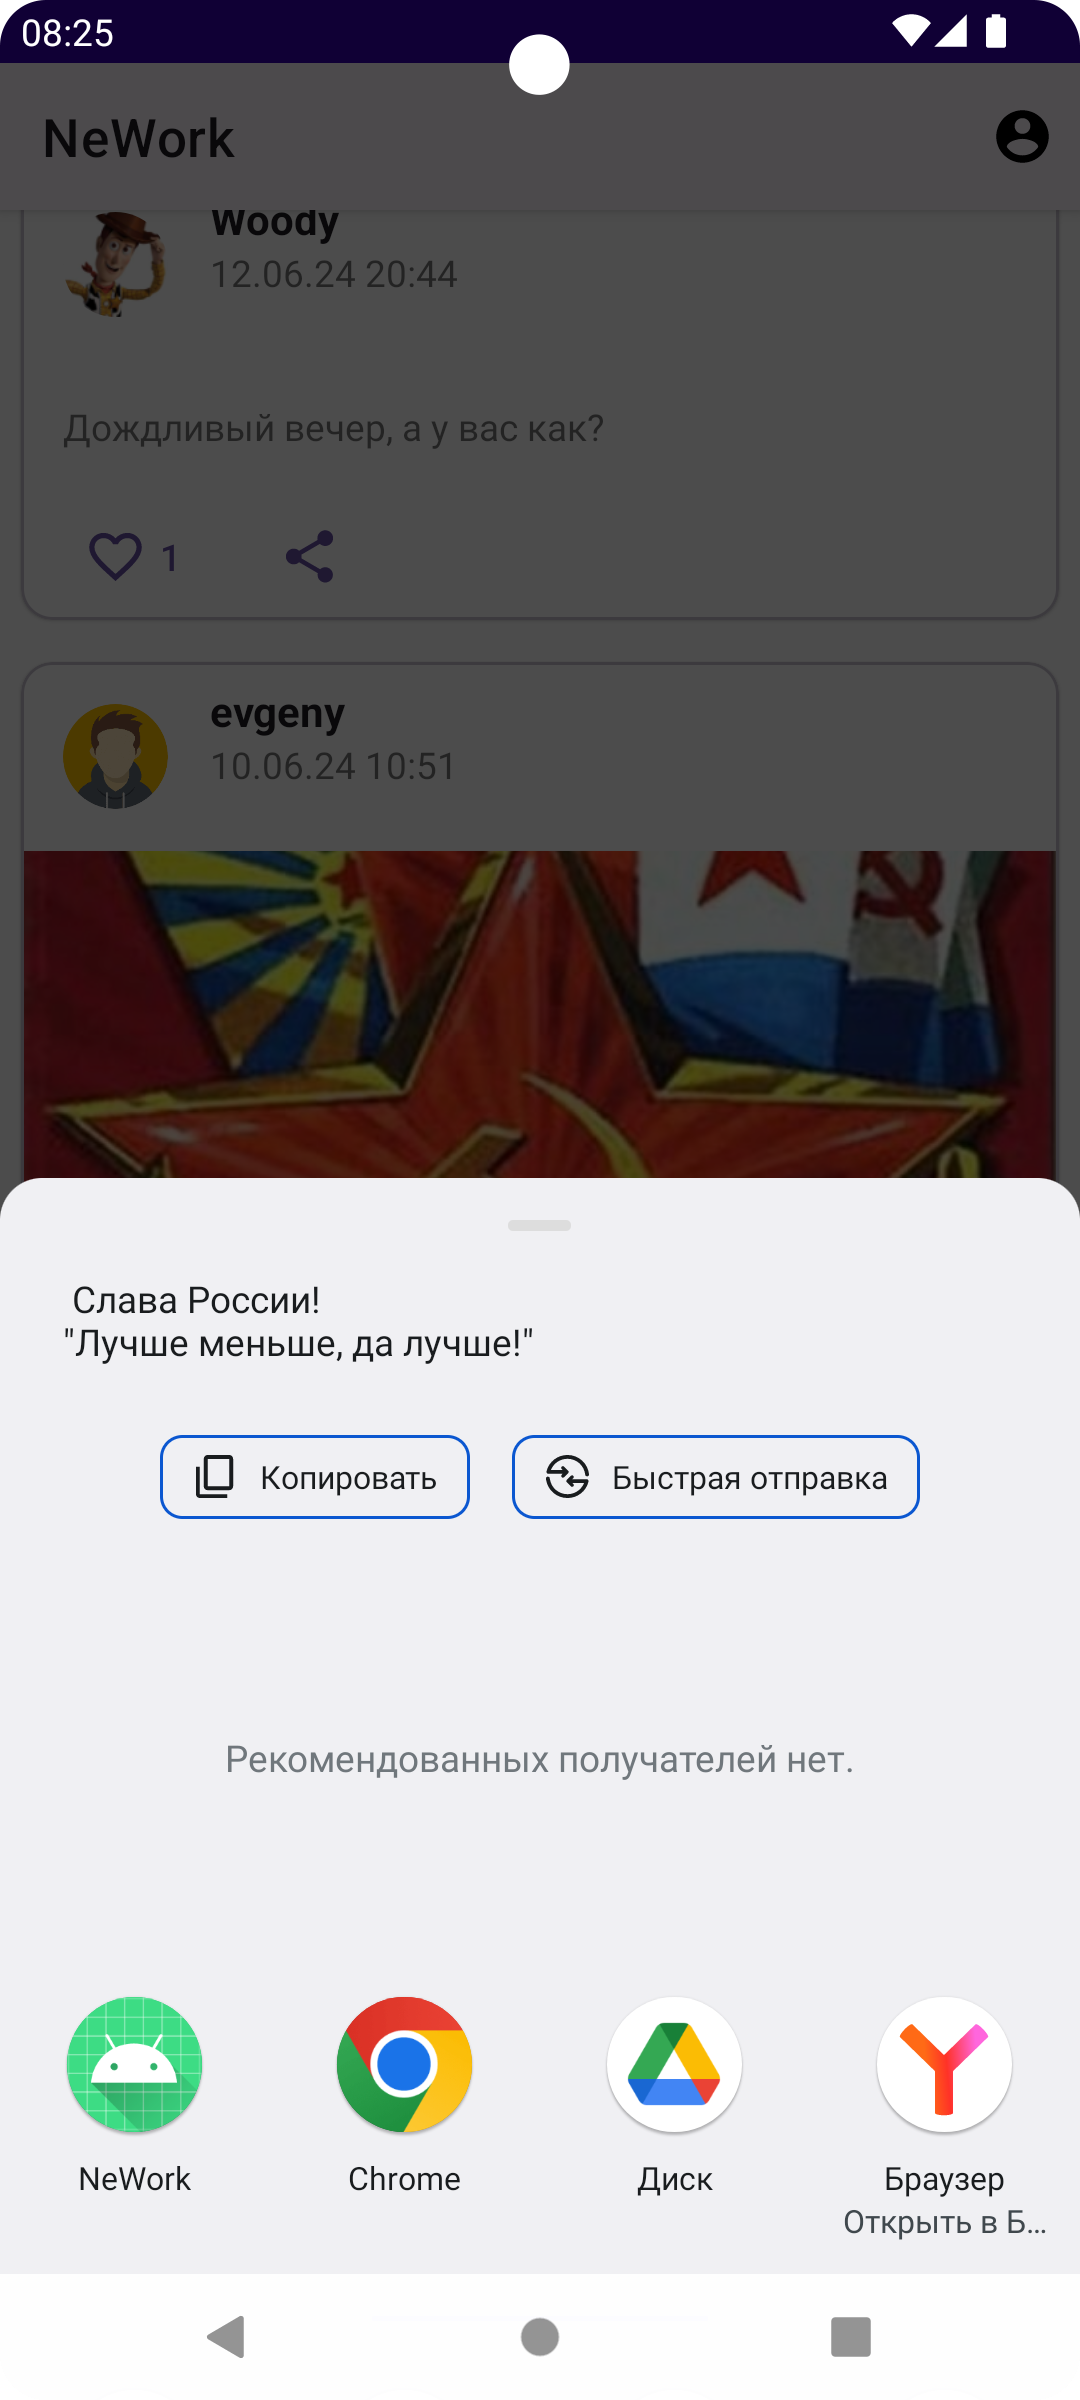 08:25
NeWork
Woody
12.06.24 20:44
Дождливый вечер, а у вас как?
1
evgeny
10.06.24 10:51
Слава России!
"Лучше меньше, да лучше!"
Копировать
Быстрая отправка
Рекомендованных получателей нет.
NeWork
Chrome
Диск
Браузер
Открыть в Б…